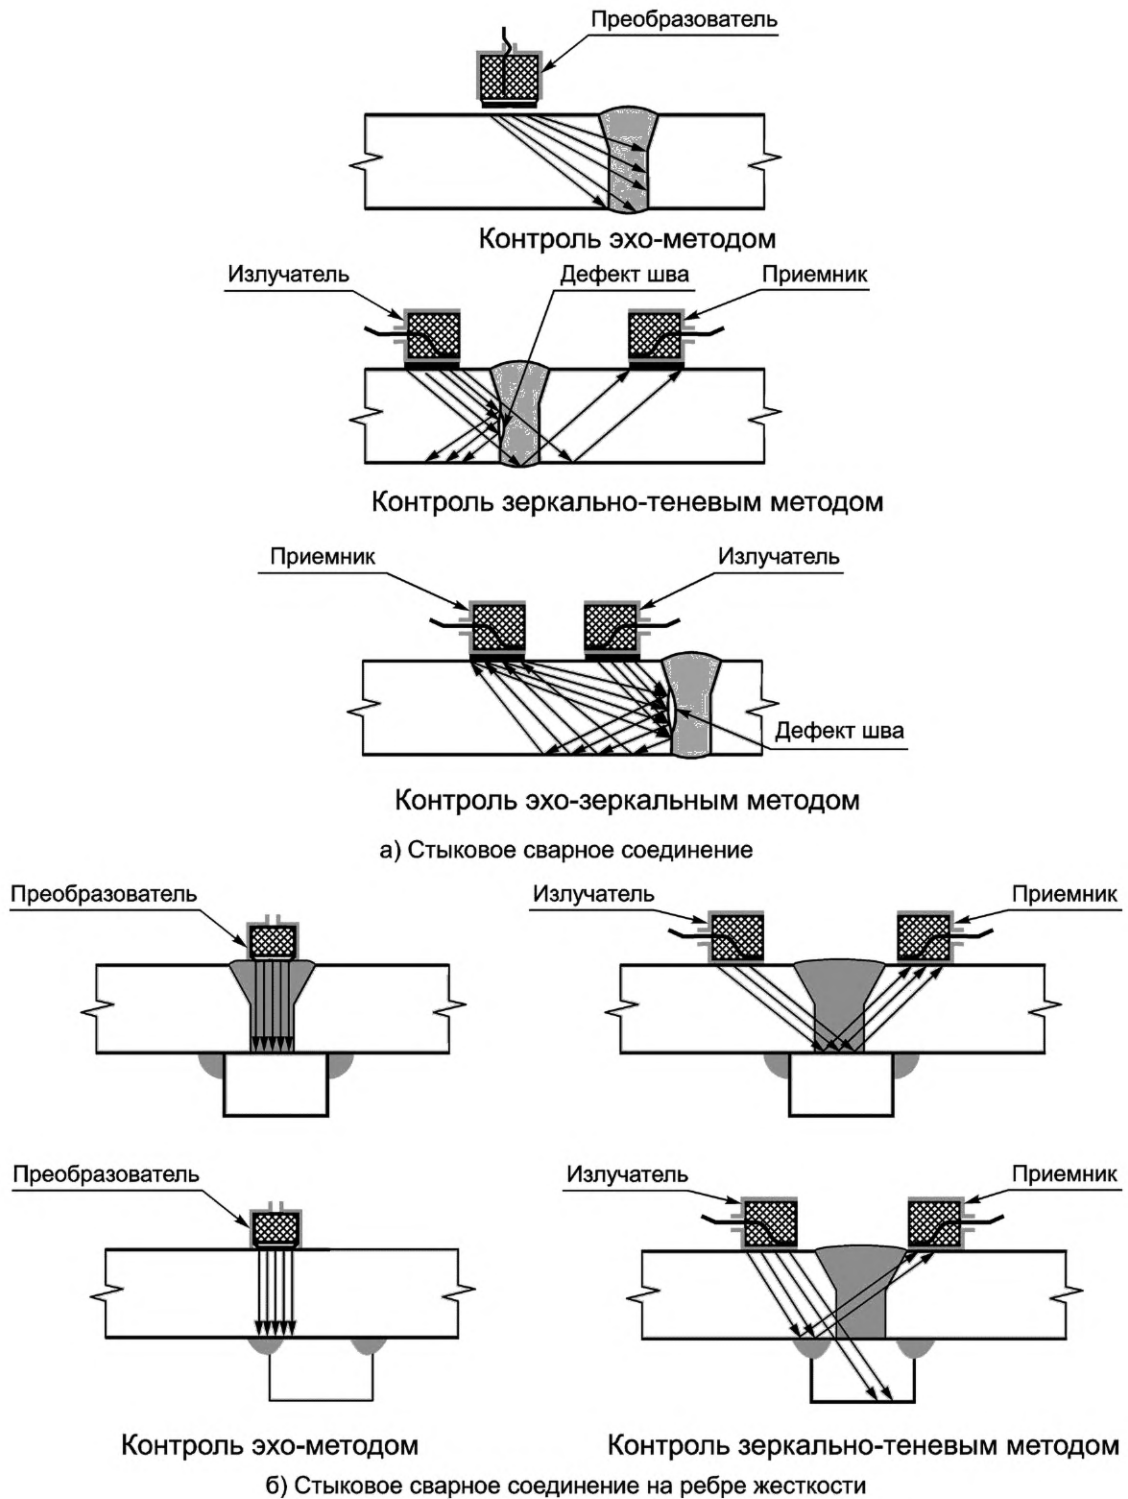 Преобразователь
Контроль эхо-методом
Излучатель
Дефект шва
Приемник
Контроль зеркально-теневым методом
Приемник
Излучатель
Дефект шва
Контроль эхо-зеркальным методом
а) Стыковое сварное соединение
Преобразователь
Излучатель
Приемник
Преобразователь
Излучатель
Приемник
Контроль эхо-методом
Контроль зеркально-теневым методом
б) Стыковое сварное соединение на ребре жесткости